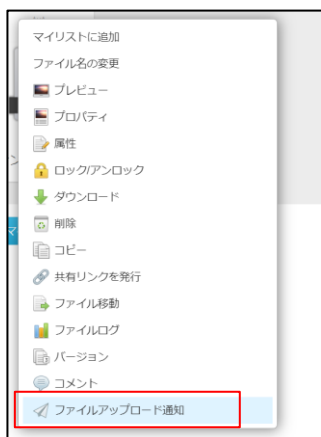 マイリストに追加
ファイル名の変更
プレビュー
プロパティ
属性
ロック/アンロック
ダウンロード
削除
コピー
共有リンクを発行
ファイル移動
ファイルログ
バージョン
コメント
ファイルアップロード通知